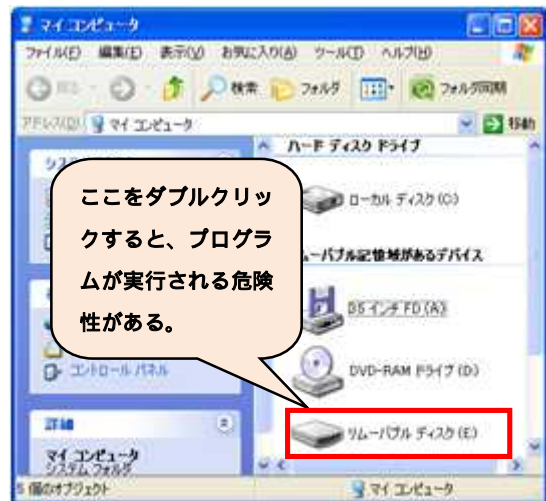 マイ コンピュータ
ファイル(F) 編集(E) 表示(V) お気に入り(A) ツール(T) ヘルプ(H)
戻る 検索 フォルダ フォルダ同期
アドレス(D) マイ コンピュータ 移動
ハード ディスク ドライブ
ローカル ディスク (C)
ここをダブルクリッ
クすると、プログラ
ムが実行される危険
性がある。
ムーバブル記憶域があるデバイス
3.5 インチ FD (A)
コントロール パネル
DVD-RAM ドライブ (D)
詳細
リムーバブル ディスク (E)
マイ コンピュータ
システム フォルダ
5 個のオブジェクト マイ コンピュータ